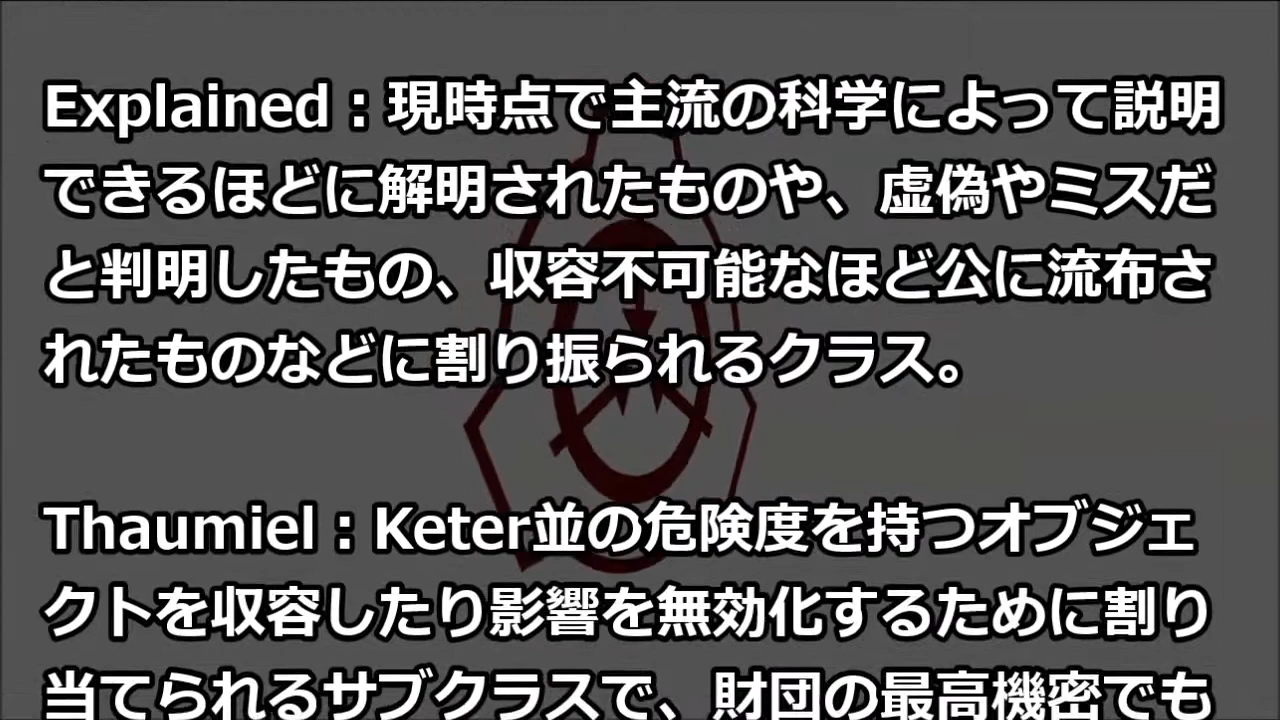 Explained：現時点で主流の科学によって説明
できるほどに解明されたものや、虚偽やミスだ
と判明したもの、収容不可能なほど公に流布さ
れたものなどに割り振られるクラス。
Thaumiel：Keter並の危険度を持つオブジェ
クトを収容したり影響を無効化するために割り
当てられるサブクラスで、財団の最高機密でも